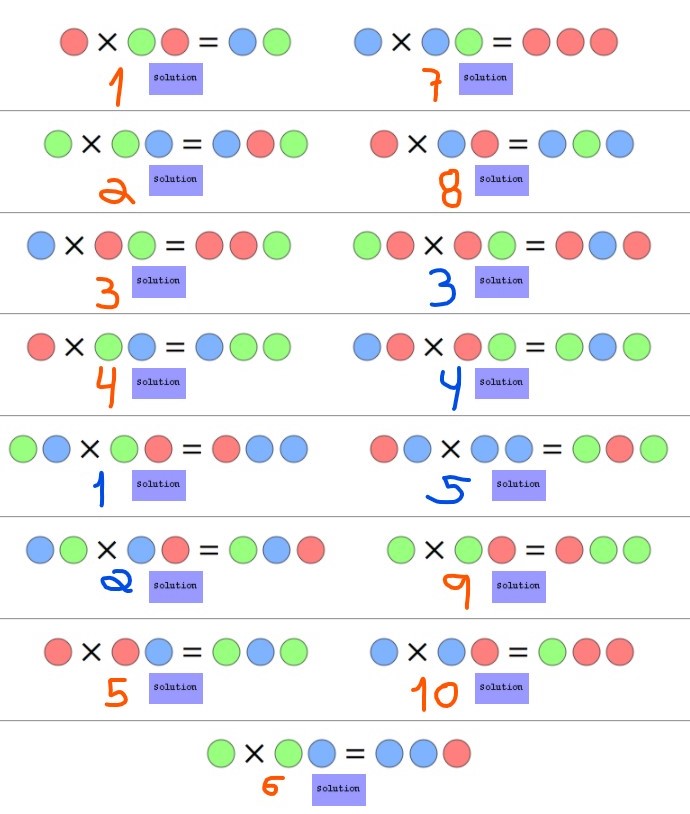 × =
× =
1 Solution
7 Solution
× =
× =
2 Solution
8 Solution
× =
× =
3 Solution
3 Solution
× =
× =
4 Solution
4 Solution
× =
× =
1 Solution
5 Solution
× =
× =
2 Solution
9 Solution
× =
× =
5 Solution
10 Solution
× =
6 Solution